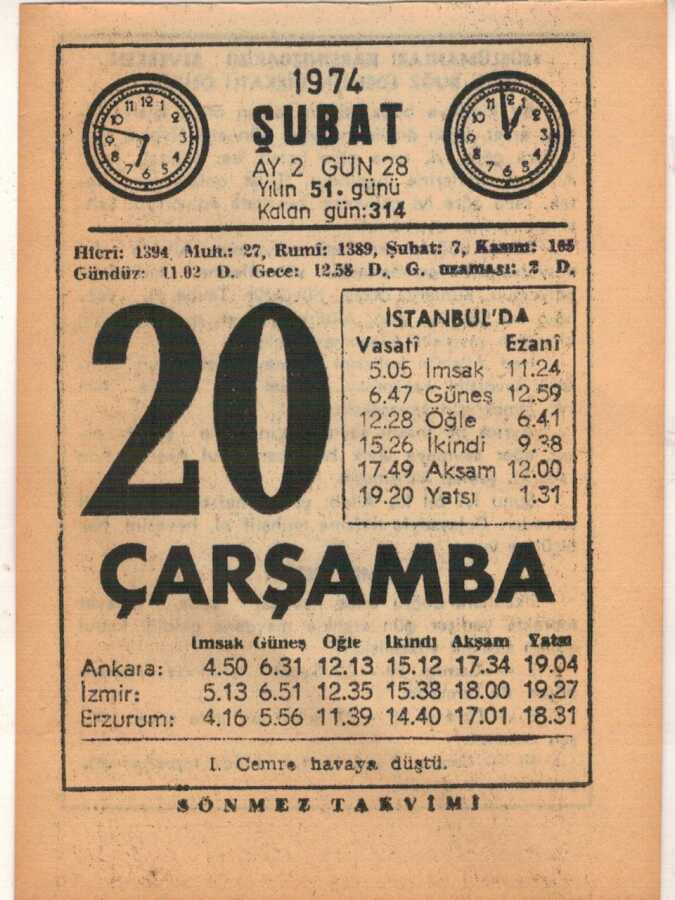 1974
ŞUBAT
AY 2 GÜN 28
Yılın 51. günü
Kalan gün:314
Hicrî: 1394, Muh.: 27, Rumî: 1389, Şubat: 7, Kasım: 105
Gündüz: 11.02 D. Gece: 12.58 D., G. uzaması: 2 D.
20
İSTANBUL'DA
Vasatî Ezanî
5.05 İmsak 11.24
6.47 Güneş 12.59
12.28 Öğle 6.41
15.26 İkindi 9.38
17.49 Akşam 12.00
19.20 Yatsı 1.31
ÇARŞAMBA
İmsak Güneş Öğle İkindi Akşam Yatsı
Ankara: 4.50 6.31 12.13 15.12 17.34 19.04
İzmir: 5.13 6.51 12.35 15.38 18.00 19.27
Erzurum: 4.16 5.56 11.39 14.40 17.01 18.31
I. Cemre havaya düştü.
SÖNMEZ TAKVİMİ